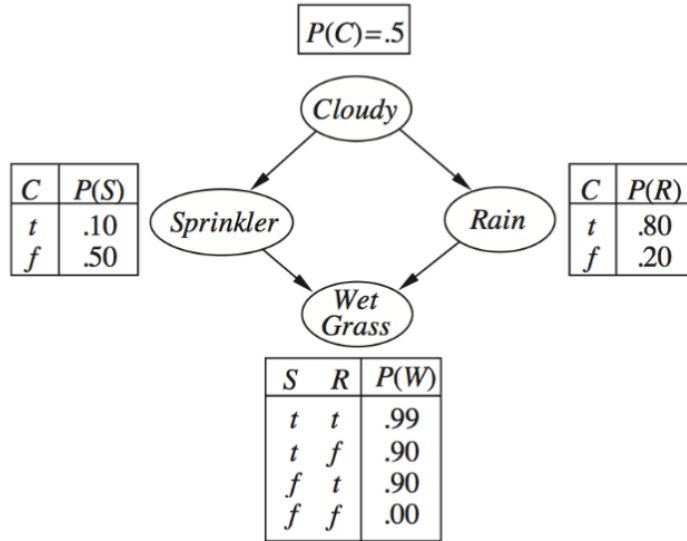 P(C)=.5
Cloudy
C P(S)
t .10
f .50
Sprinkler
Rain
C P(R)
t .80
f .20
Wet
Grass
S R P(W)
t t .99
t f .90
f t .90
f f .00